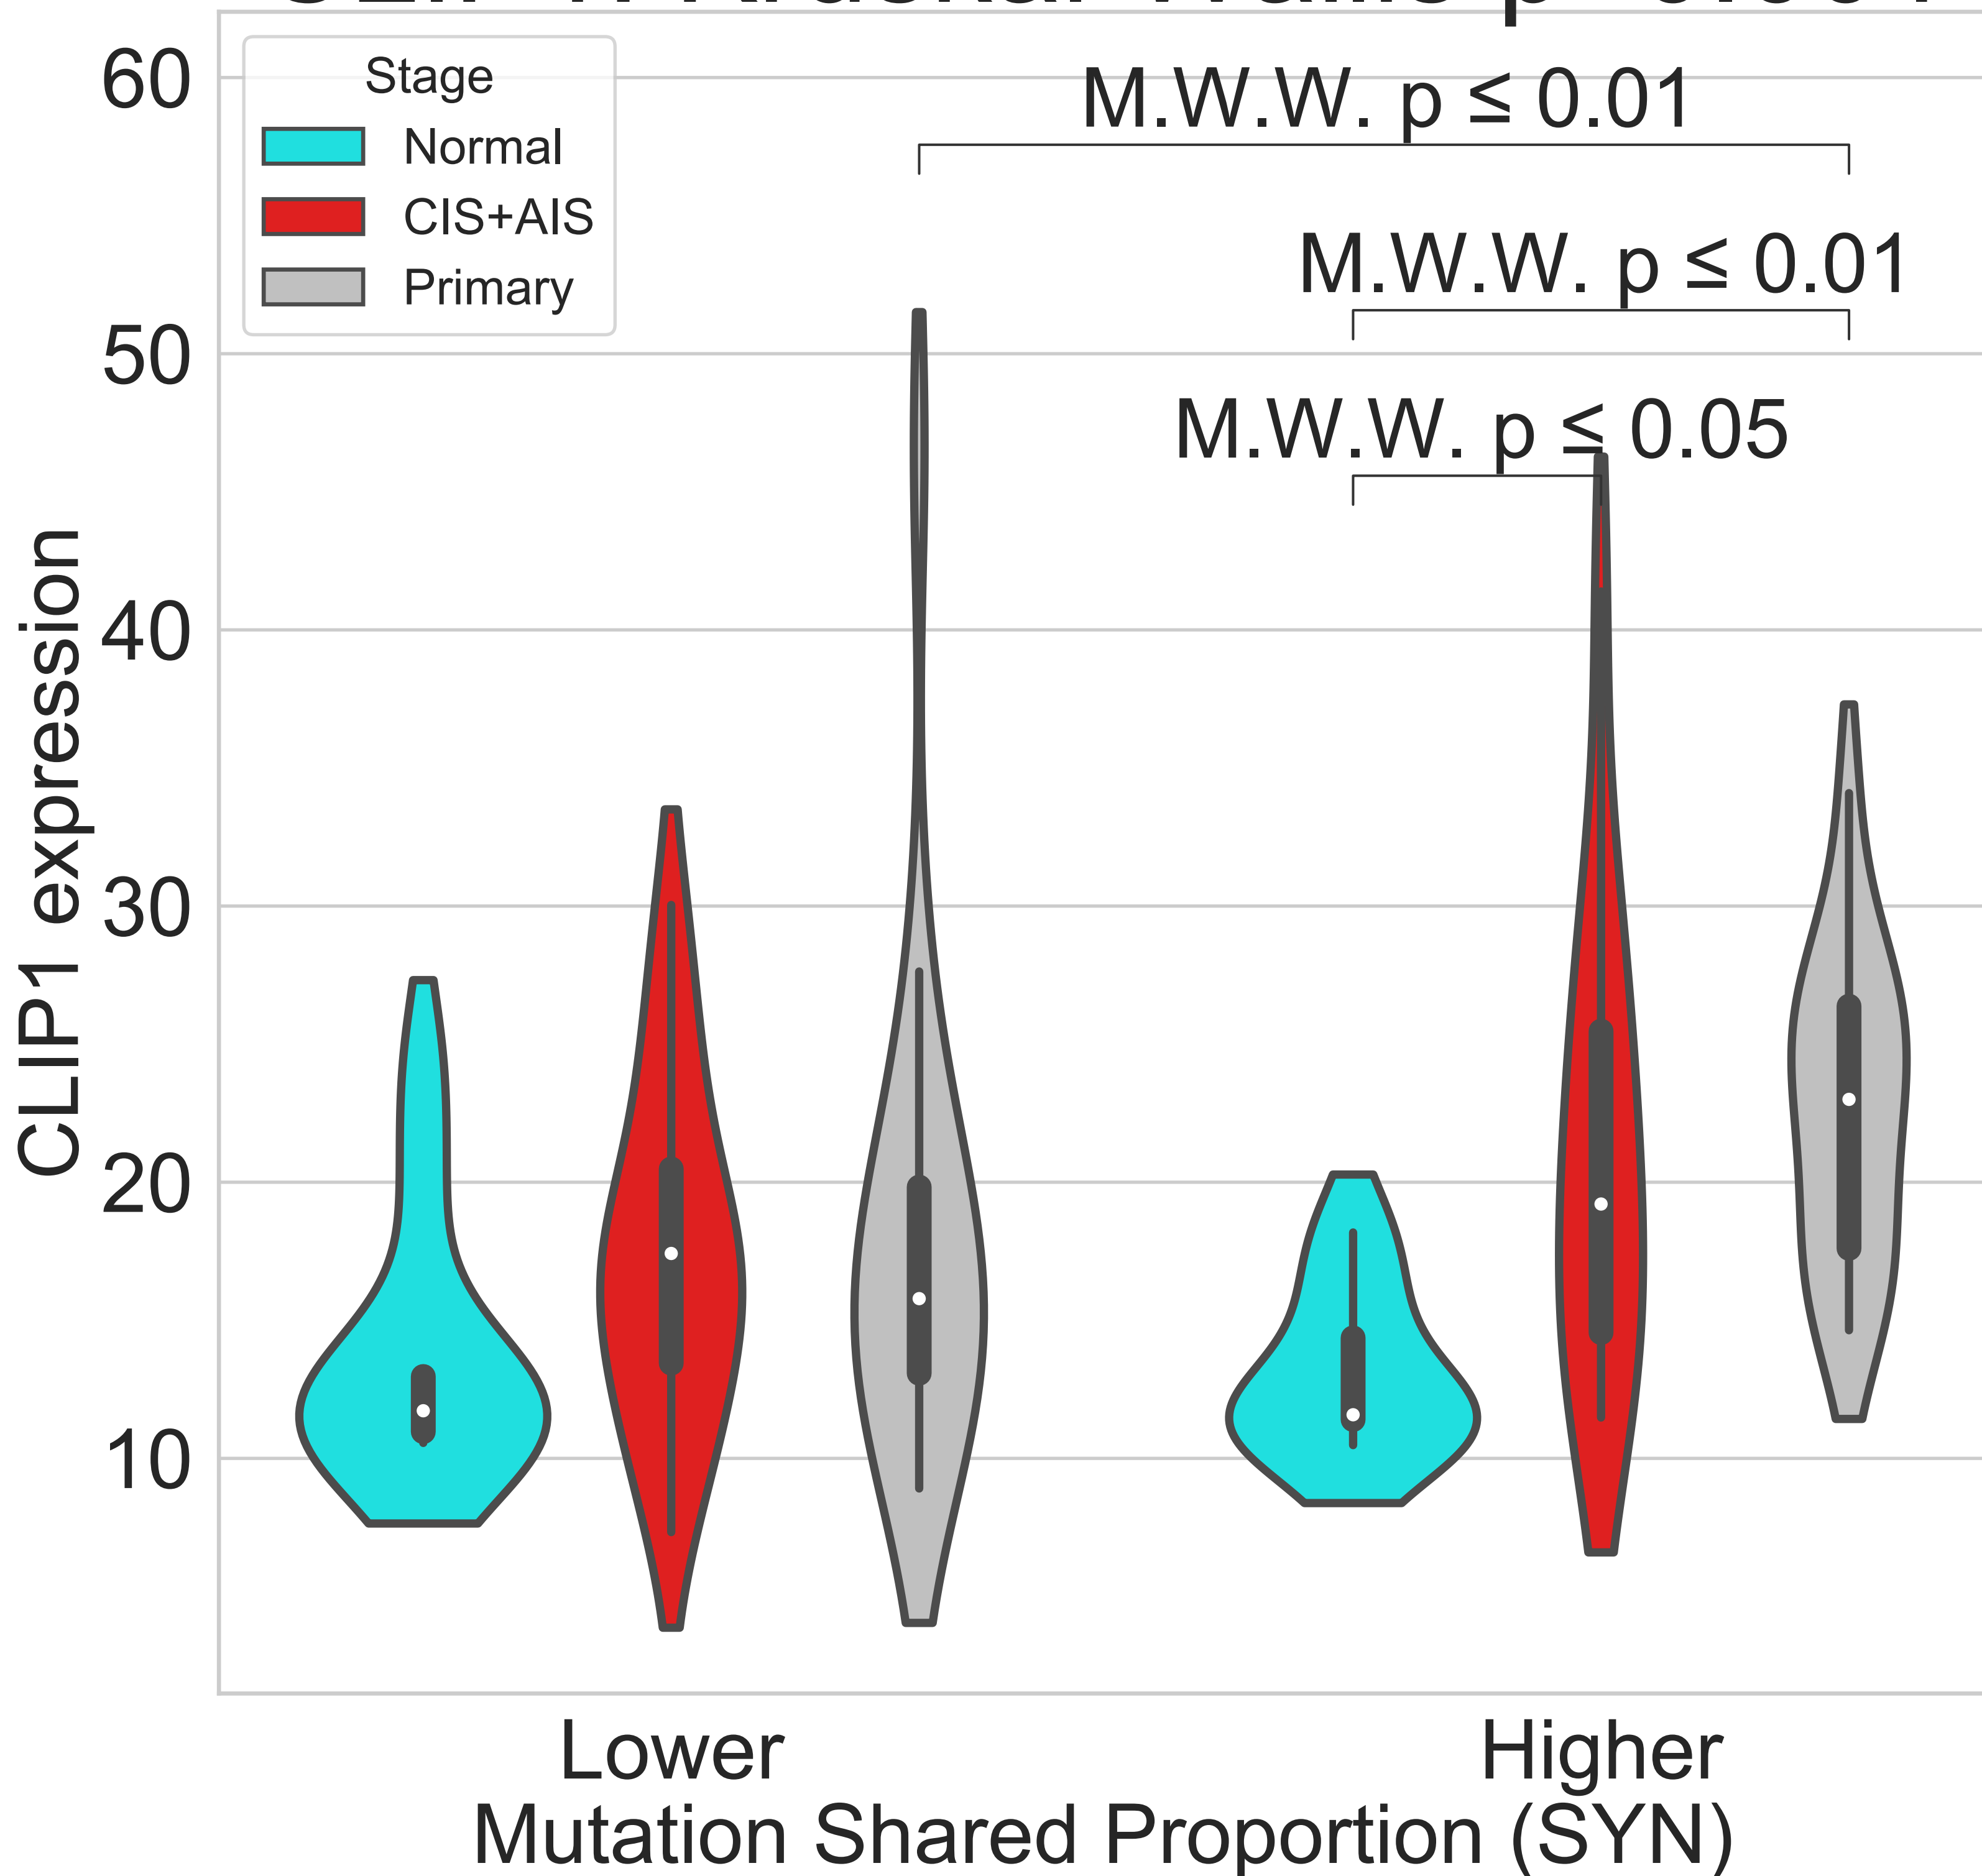 60
50
40
30
20
10
CLIP1 expression
Stage
Normal
CIS+AIS
Primary
M.W.W. p ≤ 0.01
M.W.W. p ≤ 0.01
M.W.W. p ≤ 0.05
Lower
Higher
Mutation Shared Proportion (SYN)